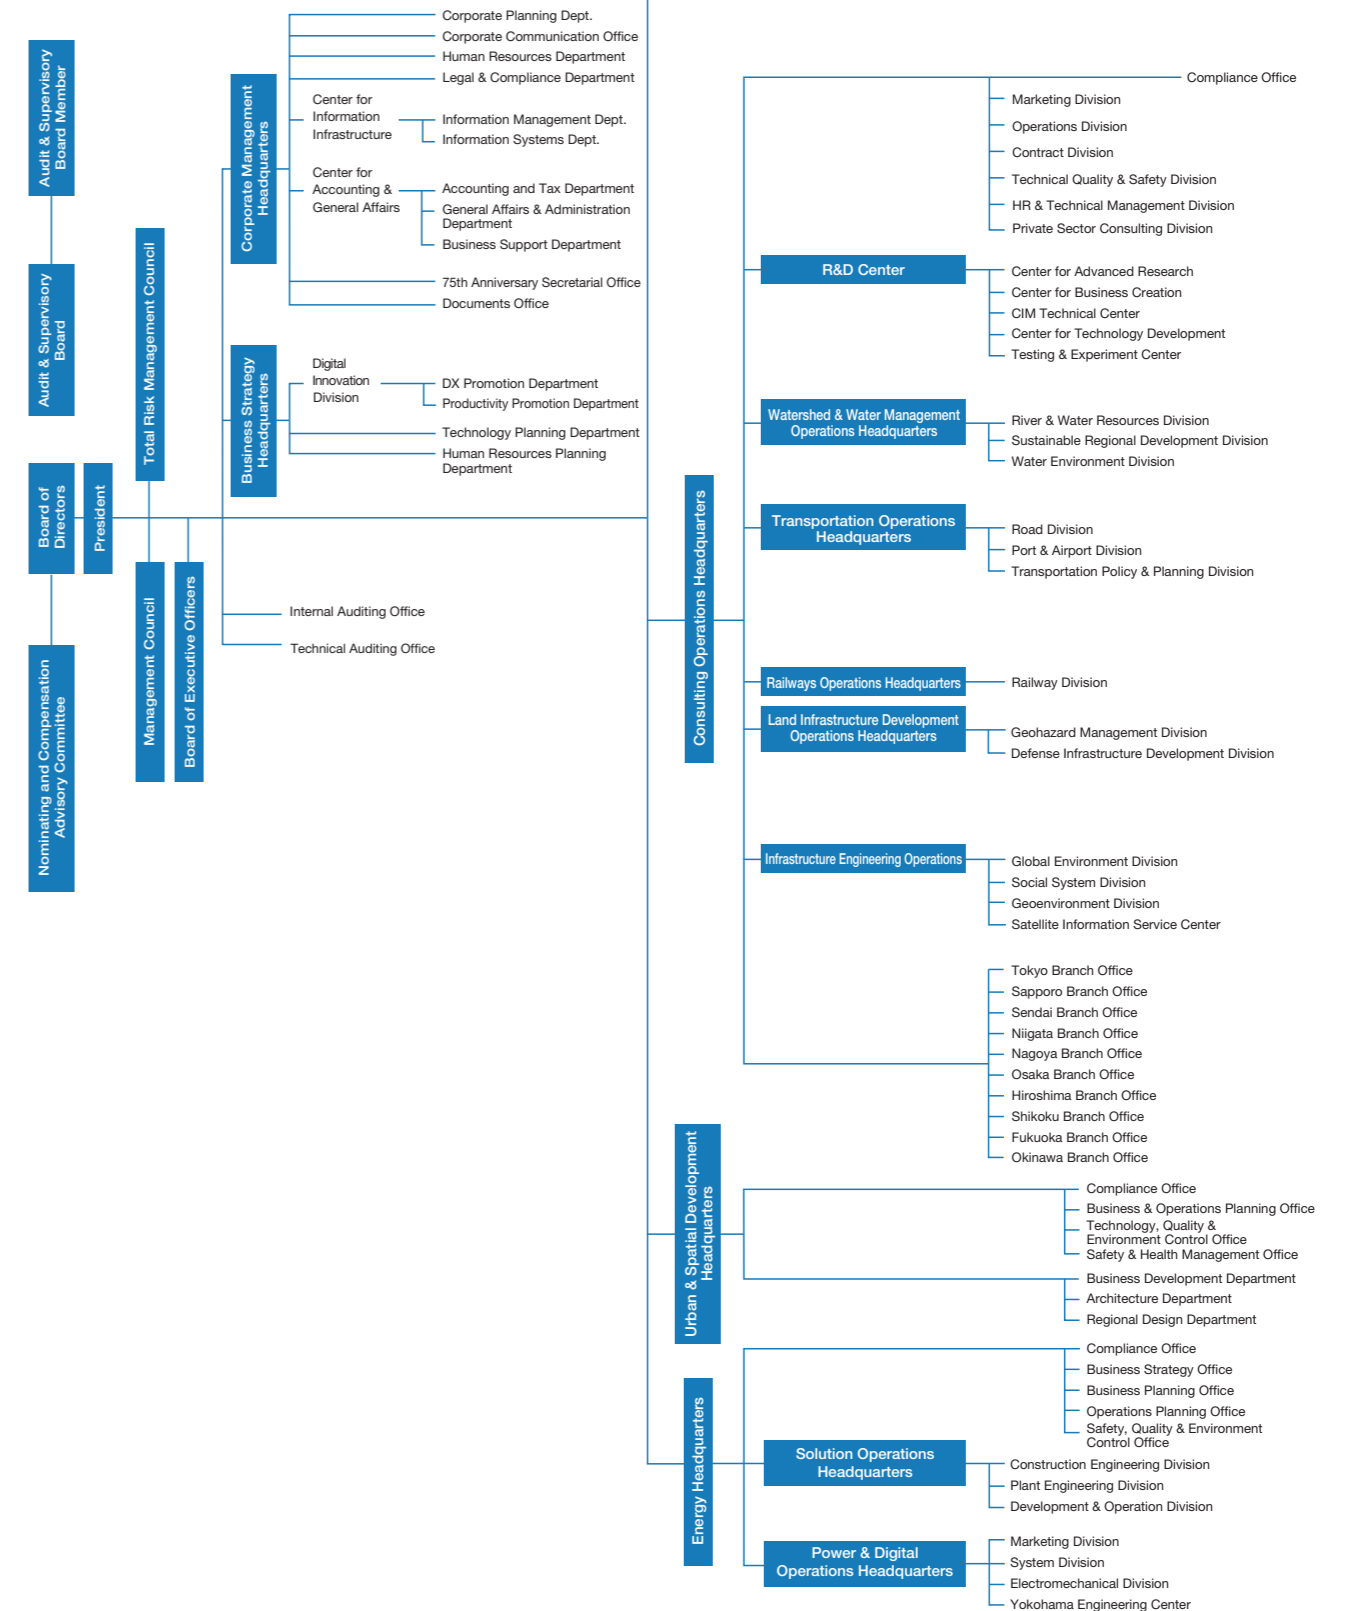 Audit & Supervisory
Board Member
Audit & Supervisory
Board
Board of
Directors
President
Nominating and Compensation
Advisory Committee
Total Risk Management Council
Management Council
Board of Executive Officers
Corporate Management
Headquarters
Corporate Planning Dept.
Corporate Communication Office
Human Resources Department
Legal & Compliance Department
Center for
Information
Infrastructure
Information Management Dept.
Information Systems Dept.
Center for
Accounting &
General Affairs
Accounting and Tax Department
General Affairs & Administration
Department
Business Support Department
75th Anniversary Secretarial Office
Documents Office
Business Strategy
Headquarters
Digital
Innovation
Division
DX Promotion Department
Productivity Promotion Department
Technology Planning Department
Human Resources Planning
Department
Internal Auditing Office
Technical Auditing Office
Consulting Operations Headquarters
Compliance Office
Marketing Division
Operations Division
Contract Division
Technical Quality & Safety Division
HR & Technical Management Division
Private Sector Consulting Division
R&D Center
Center for Advanced Research
Center for Business Creation
CIM Technical Center
Center for Technology Development
Testing & Experiment Center
Watershed & Water Management
Operations Headquarters
River & Water Resources Division
Sustainable Regional Development Division
Water Environment Division
Transportation Operations
Headquarters
Road Division
Port & Airport Division
Transportation Policy & Planning Division
Railways Operations Headquarters
Railway Division
Land Infrastructure Development
Operations Headquarters
Geohazard Management Division
Defense Infrastructure Development Division
Infrastructure Engineering Operations
Global Environment Division
Social System Division
Geoenvironment Division
Satellite Information Service Center
Tokyo Branch Office
Sapporo Branch Office
Sendai Branch Office
Niigata Branch Office
Nagoya Branch Office
Osaka Branch Office
Hiroshima Branch Office
Shikoku Branch Office
Fukuoka Branch Office
Okinawa Branch Office
Urban & Spatial Development
Headquarters
Compliance Office
Business & Operations Planning Office
Technology, Quality &
Environment Control Office
Safety & Health Management Office
Business Development Department
Architecture Department
Regional Design Department
Energy Headquarters
Compliance Office
Business Strategy Office
Business Planning Office
Operations Planning Office
Safety, Quality & Environment
Control Office
Solution Operations
Headquarters
Construction Engineering Division
Plant Engineering Division
Development & Operation Division
Power & Digital
Operations Headquarters
Marketing Division
System Division
Electromechanical Division
Yokohama Engineering Center